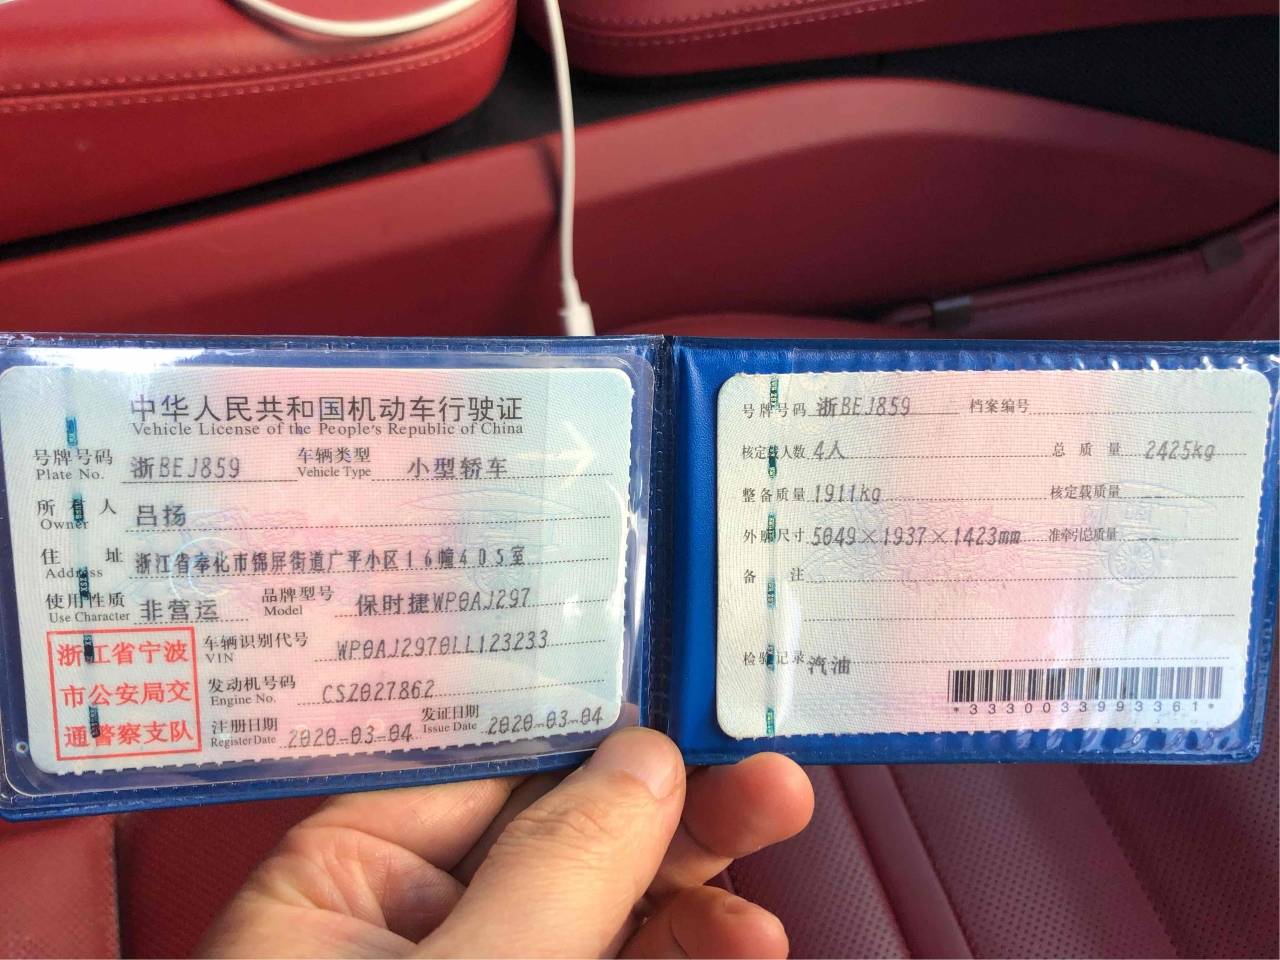 中华人民共和国机动车行驶证
Vehicle License of the People's Republic of China
号牌号码 浙BEJ859 车辆类型 小型轿车
Plate No. Vehicle Type
所有人 吕扬
Owner
住址 浙江省奉化市锦屏街道广平小区16幢405室
Address
使用性质 非营运 品牌型号 保时捷WP0AJ297
Use Character Model
浙江省宁波
市公安局交
通警察支队
车辆识别代号 WP0AJ2970LL123233
VIN
发动机号码 CSZ027862
Engine No.
注册日期 2020-03-04 发证日期 2020-03-04
Register Date Issue Date
号牌号码 浙BEJ859 档案编号
核定载人数 4人 总质量 2425kg
整备质量 1911kg 核定载质量 --
外廓尺寸 5049×1937×1423mm 准牵引总质量 --
备注
检验记录 汽油
*3330033993361*